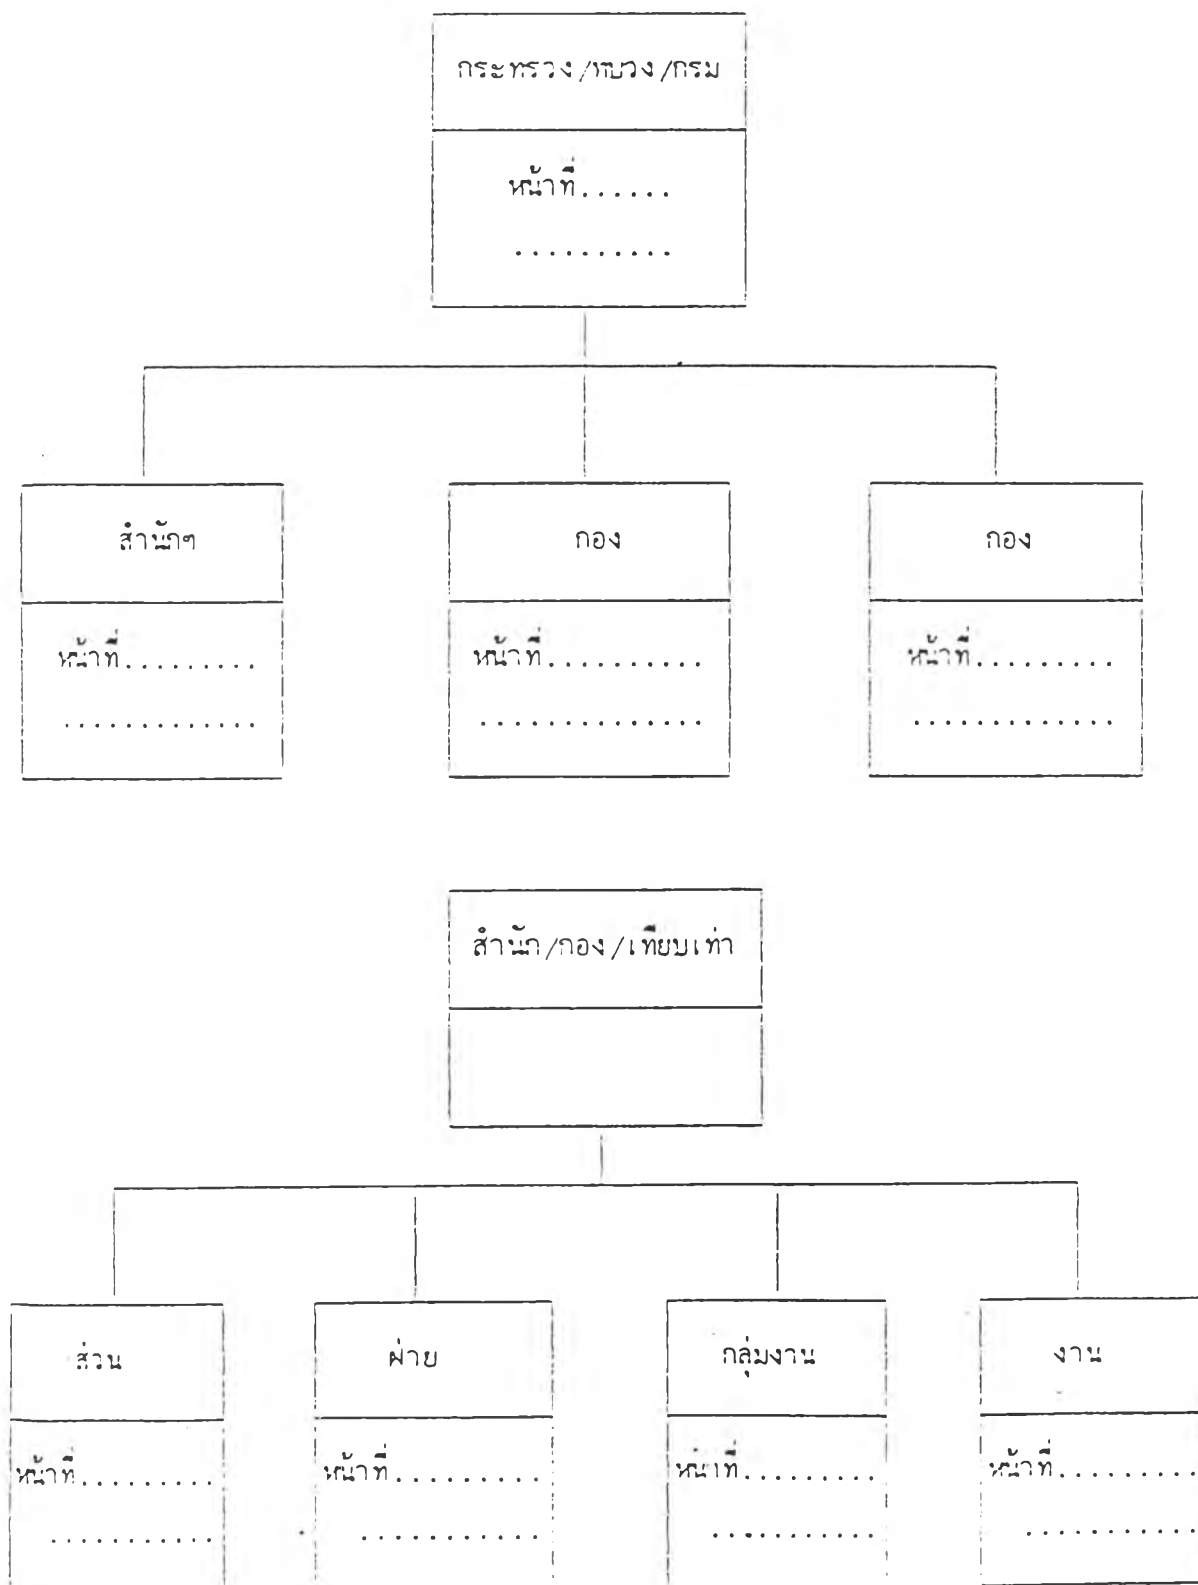 กระทรวง/ทบวง/กรม
หน้าที่......
..........
สำนักฯ
กอง
กอง
หน้าที่.........
หน้าที่..........
หน้าที่.........
.............
..............
.............
สำนัก/กอง/เทียบเท่า
ส่วน
ฝ่าย
กลุ่มงาน
งาน
หน้าที่.........
หน้าที่..........
หน้าที่.........
หน้าที่..........
...........
............
...........
............